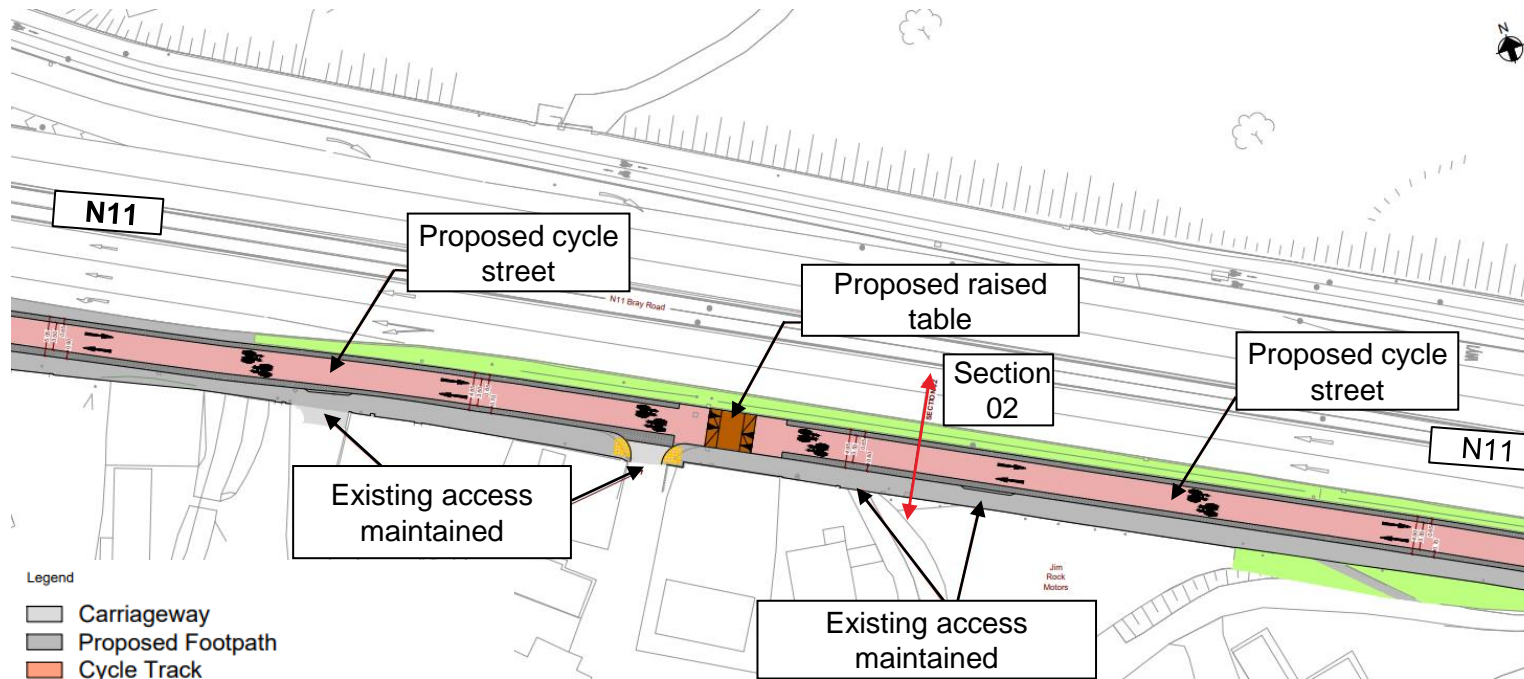 N
N11
Proposed cycle
street
Proposed raised
table
N11 Bray Road
Section
02
Proposed cycle
street
N11
Existing access
maintained
Jim
Rock
Motors
Existing access
maintained
Legend
Carriageway
Proposed Footpath
Cycle Track